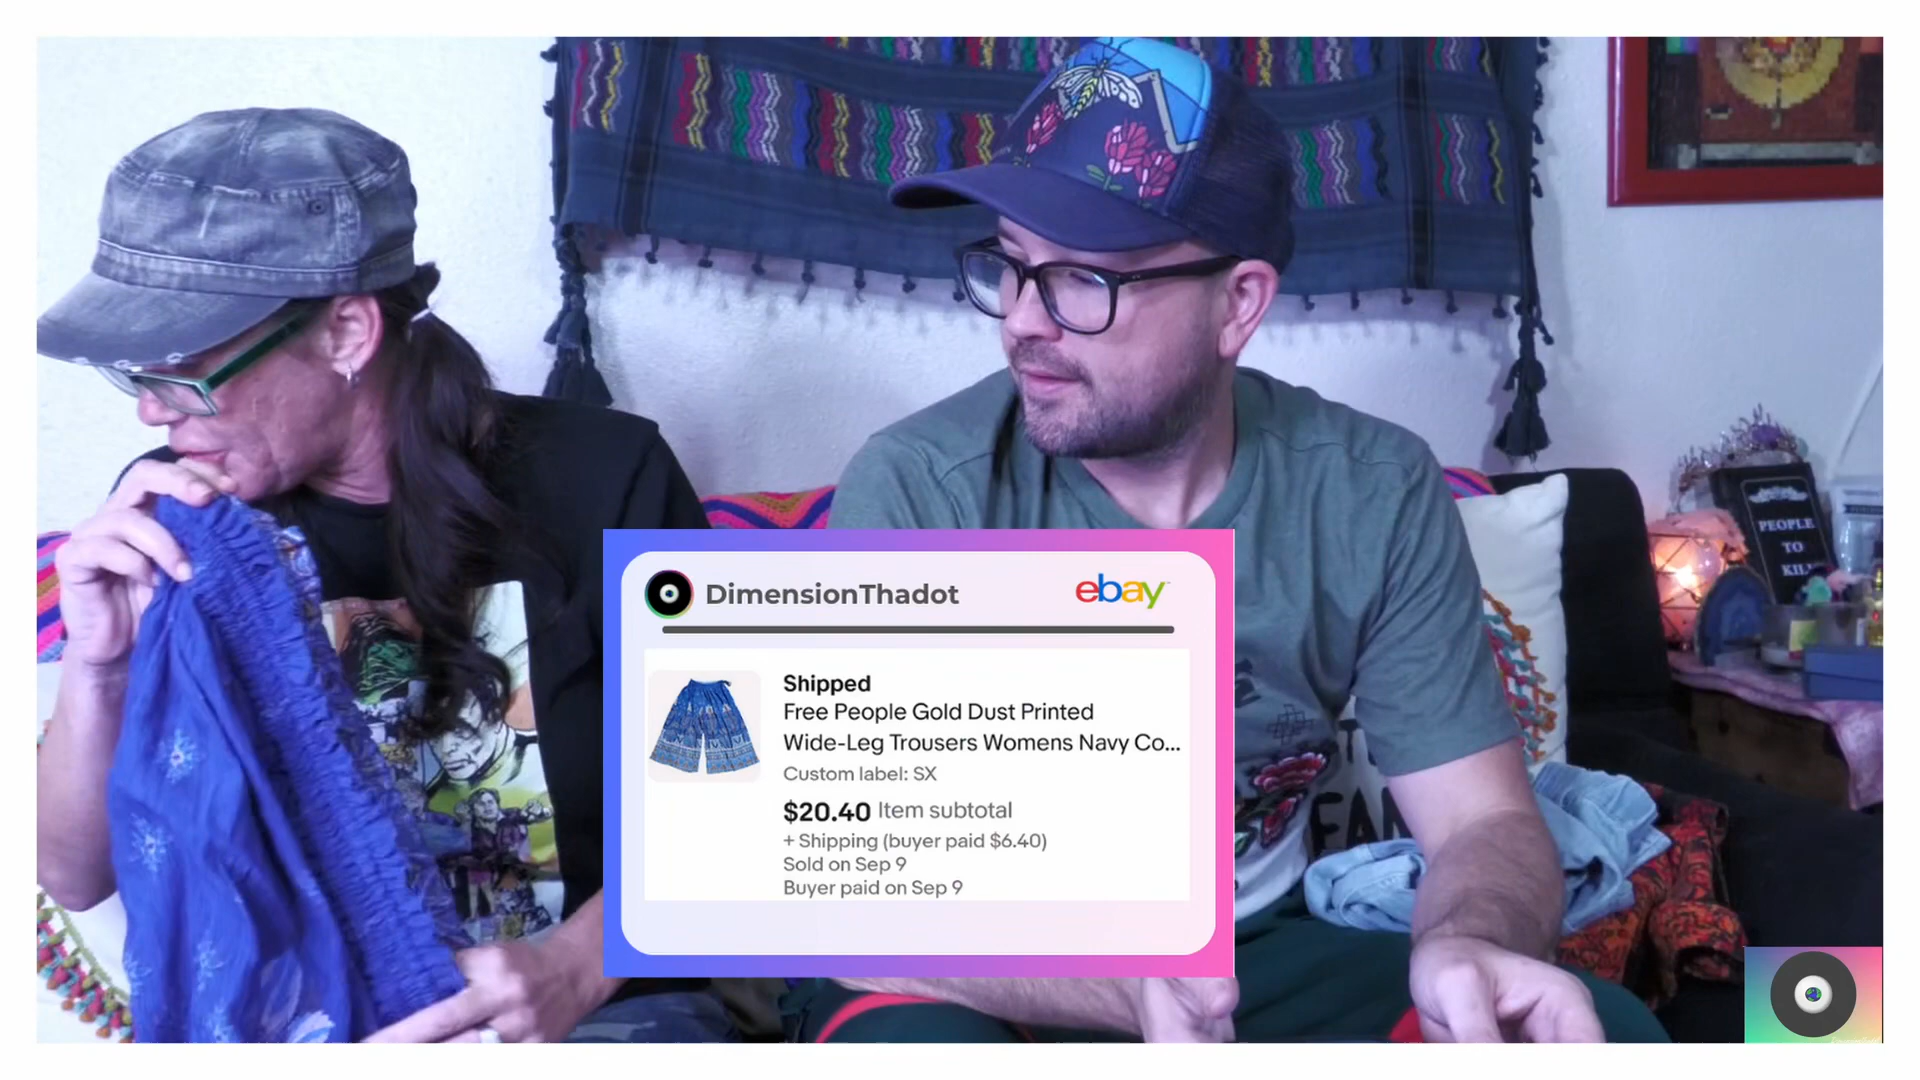 PEOPLE
TO
DimensionThadot
ebay
Shipped
Free People Gold Dust Printed
Wide-Leg Trousers Womens Navy Co...
Custom label: SX
$20.40 Item subtotal
+ Shipping (buyer paid $6.40)
Sold on Sep 9
Buyer paid on Sep 9